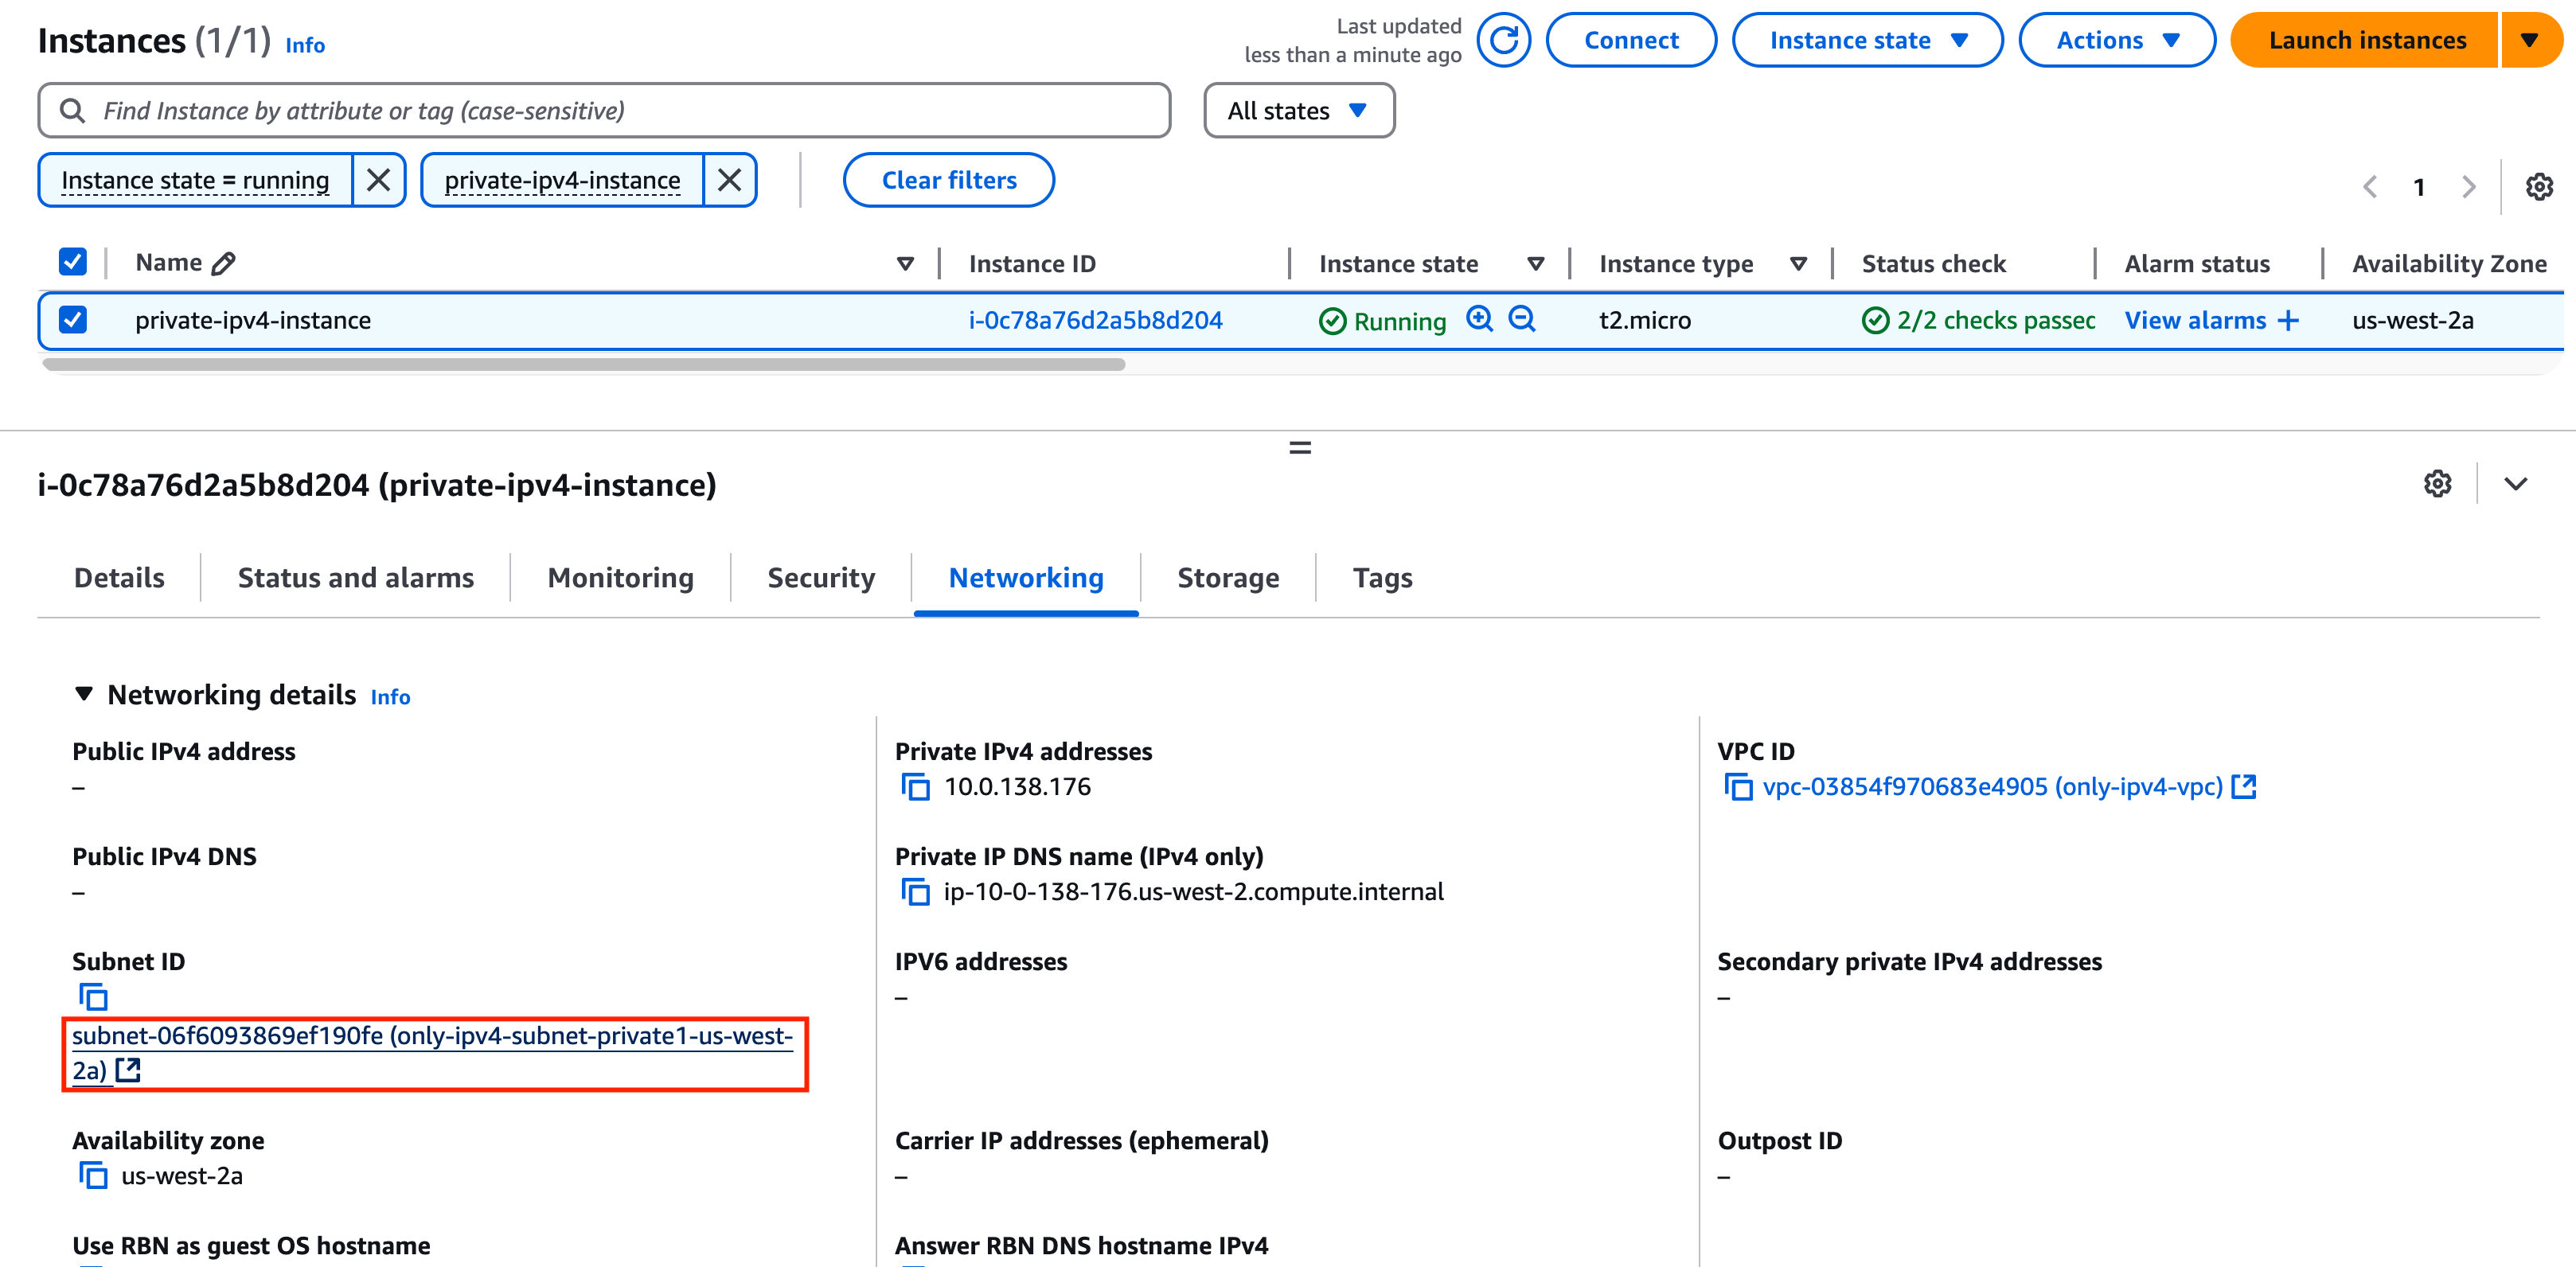 Instances (1/1) Info
Last updated
less than a minute ago
Connect
Instance state
Actions
Launch instances
Find Instance by attribute or tag (case-sensitive)
All states
Instance state = running
private-ipv4-instance
Clear filters
1
Name
Instance ID
Instance state
Instance type
Status check
Alarm status
Availability Zone
private-ipv4-instance
i-0c78a76d2a5b8d204
Running
t2.micro
2/2 checks passec
View alarms +
us-west-2a
i-0c78a76d2a5b8d204 (private-ipv4-instance)
Details
Status and alarms
Monitoring
Security
Networking
Storage
Tags
Networking details Info
Public IPv4 address
–
Private IPv4 addresses
10.0.138.176
VPC ID
vpc-03854f970683e4905 (only-ipv4-vpc)
Public IPv4 DNS
–
Private IP DNS name (IPv4 only)
ip-10-0-138-176.us-west-2.compute.internal
Subnet ID
subnet-06f6093869ef190fe (only-ipv4-subnet-private1-us-west-
2a)
IPV6 addresses
–
Secondary private IPv4 addresses
–
Availability zone
us-west-2a
Carrier IP addresses (ephemeral)
–
Outpost ID
–
Use RBN as guest OS hostname
Answer RBN DNS hostname IPv4